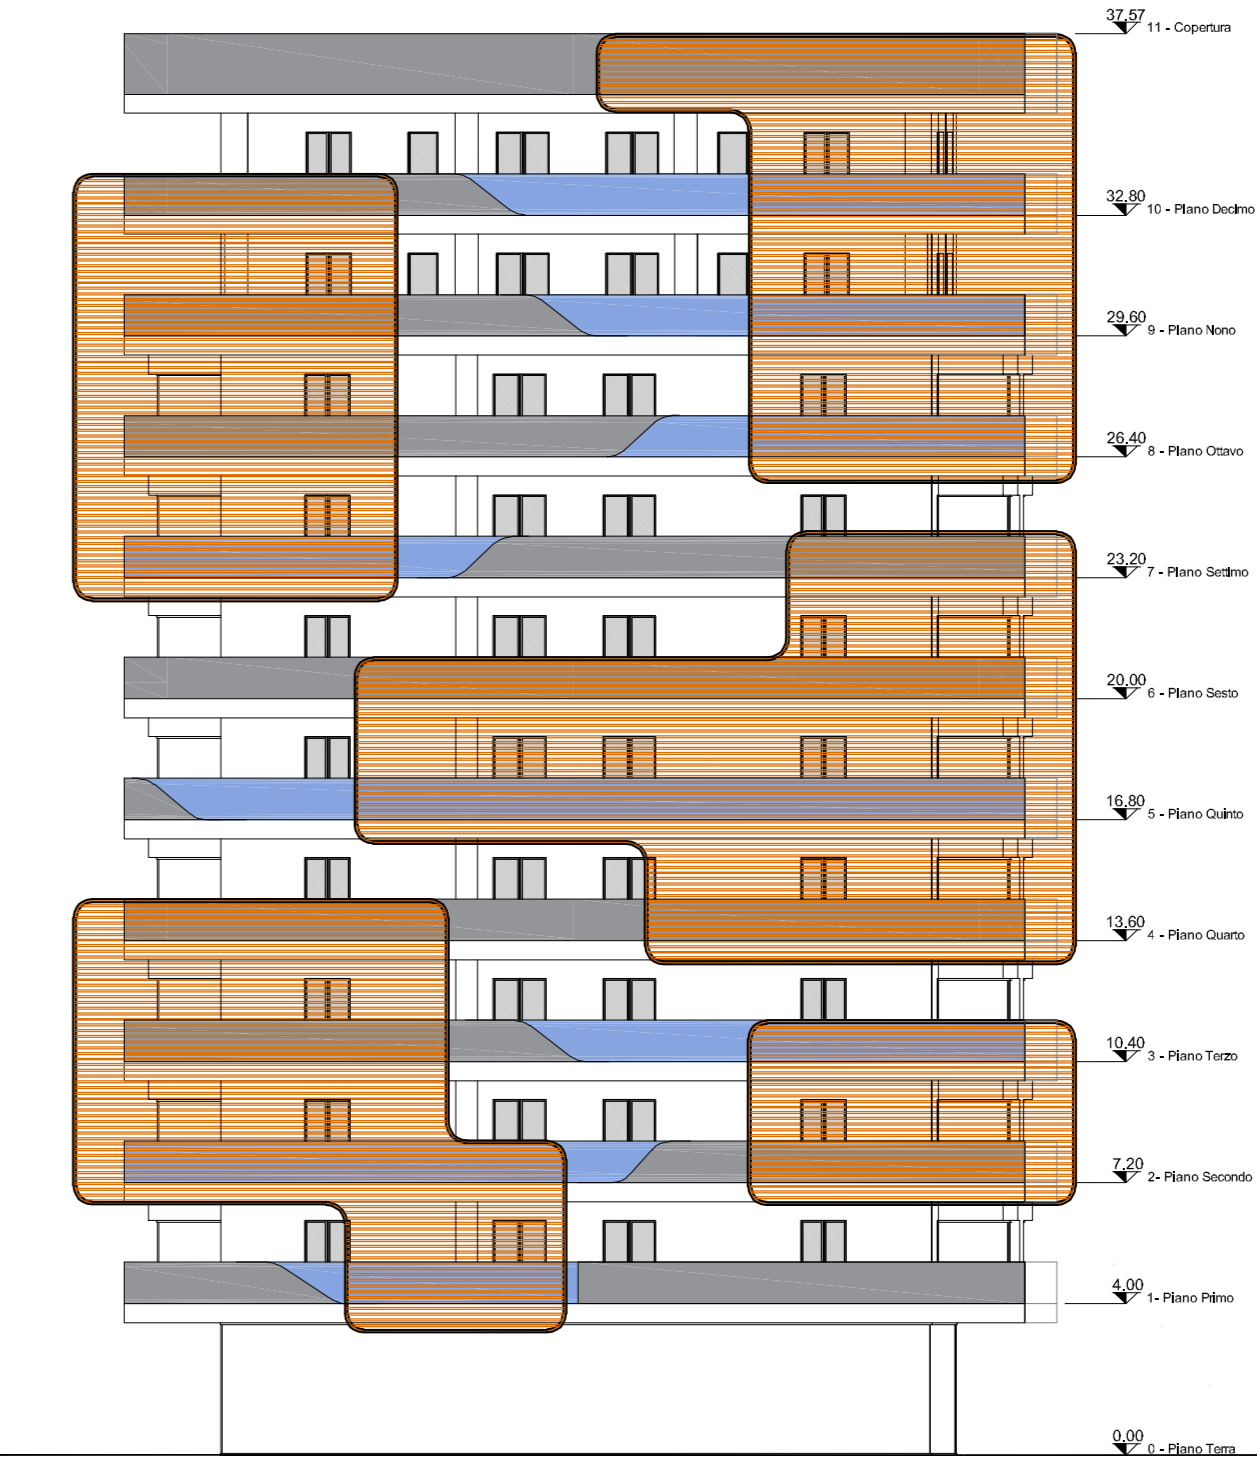 37.57
11 - Copertura
32.80
10 - Piano Decimo
29.60
9 - Piano Nono
26.40
8 - Piano Ottavo
23.20
7 - Piano Settimo
20.00
6 - Piano Sesto
16.80
5 - Piano Quinto
13.60
4 - Piano Quarto
10.40
3 - Piano Terzo
7.20
2- Piano Secondo
4.00
1- Piano Primo
0.00
0 - Piano Terra